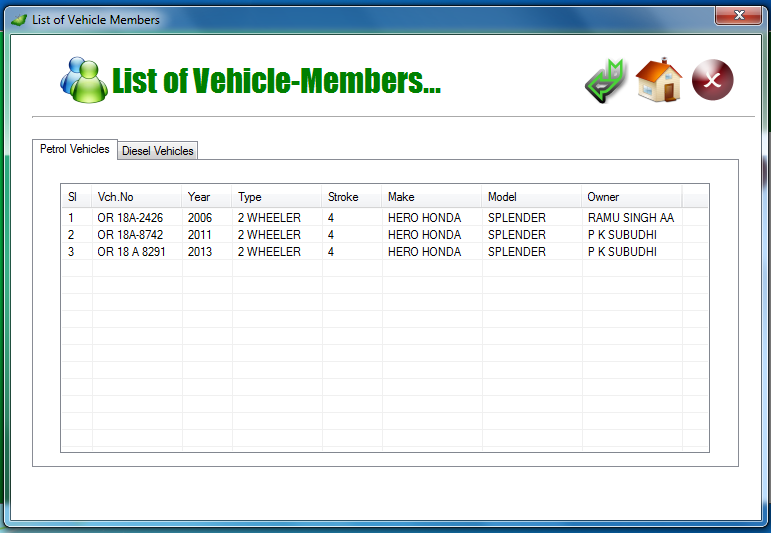 List of Vehicle Members
List of Vehicle-Members...
Petrol Vehicles Diesel Vehicles
Sl Vch.No Year Type Stroke Make Model Owner
1 OR 18A-2426 2006 2 WHEELER 4 HERO HONDA SPLENDER RAMU SINGH AA
2 OR 18A-8742 2011 2 WHEELER 4 HERO HONDA SPLENDER P K SUBUDHI
3 OR 18 A 8291 2013 2 WHEELER 4 HERO HONDA SPLENDER P K SUBUDHI